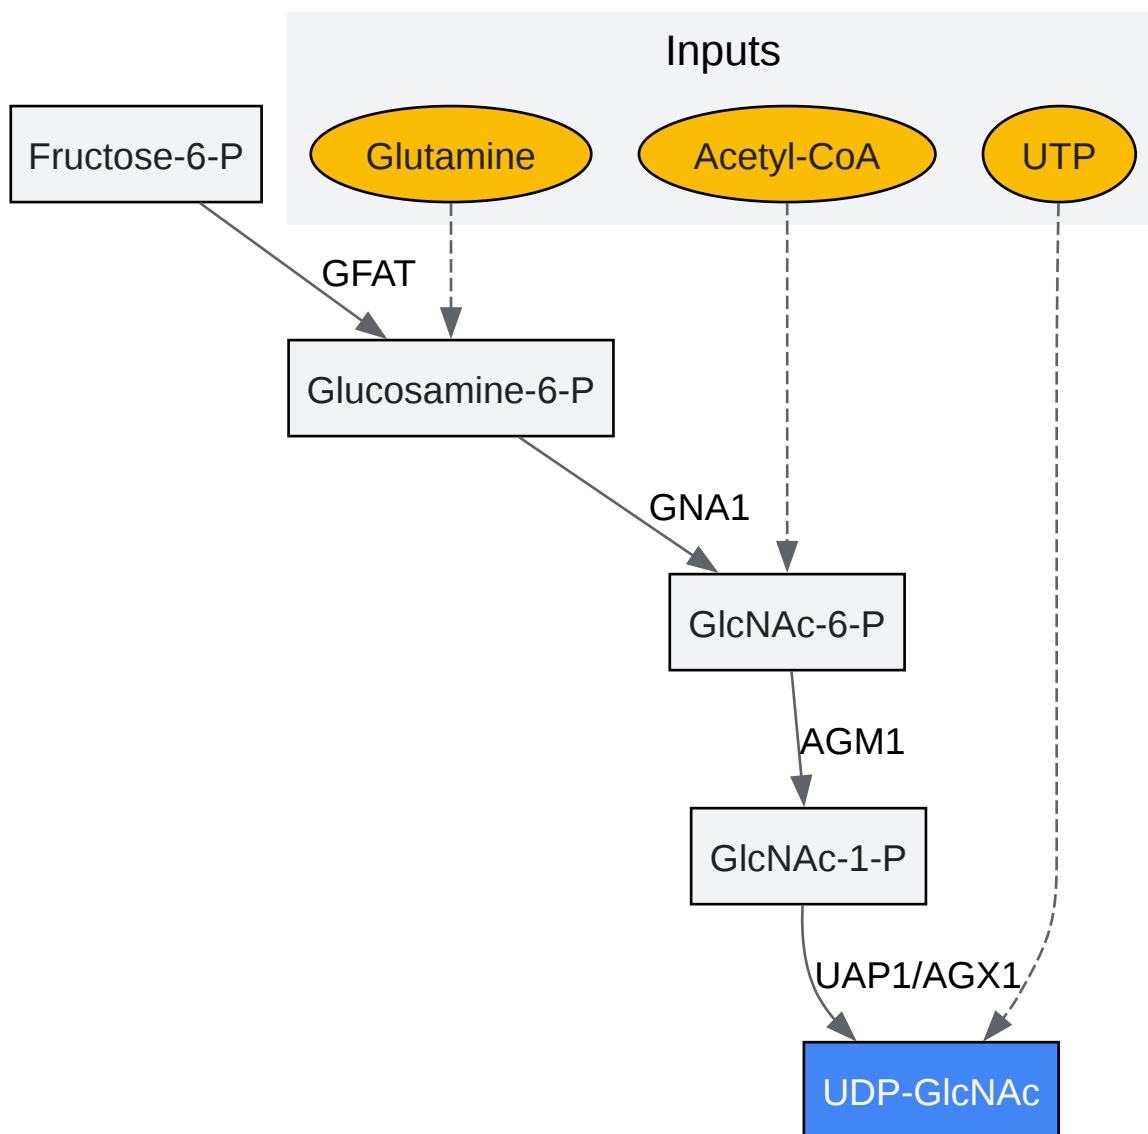 Inputs
Fructose-6-P
Glutamine
Acetyl-CoA
UTP
GFAT
Glucosamine-6-P
GNA1
GlcNAc-6-P
AGM1
GlcNAc-1-P
UAP1/AGX1
UDP-GlcNAc